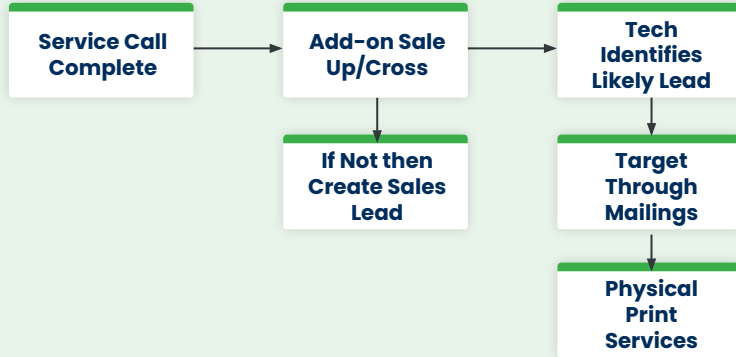 Service Call
Complete
Add-on Sale
Up/Cross
Tech
Identifies
Likely Lead
If Not then
Create Sales
Lead
Target
Through
Mailings
Physical
Print
Services